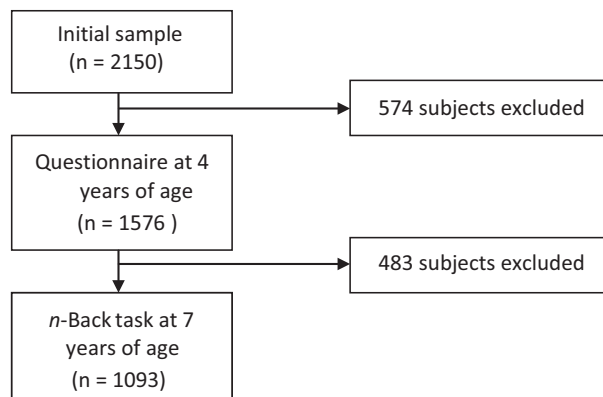 Initial sample
(n = 2150)
574 subjects excluded
Questionnaire at 4
years of age
(n = 1576 )
483 subjects excluded
n-Back task at 7
years of age
(n = 1093)